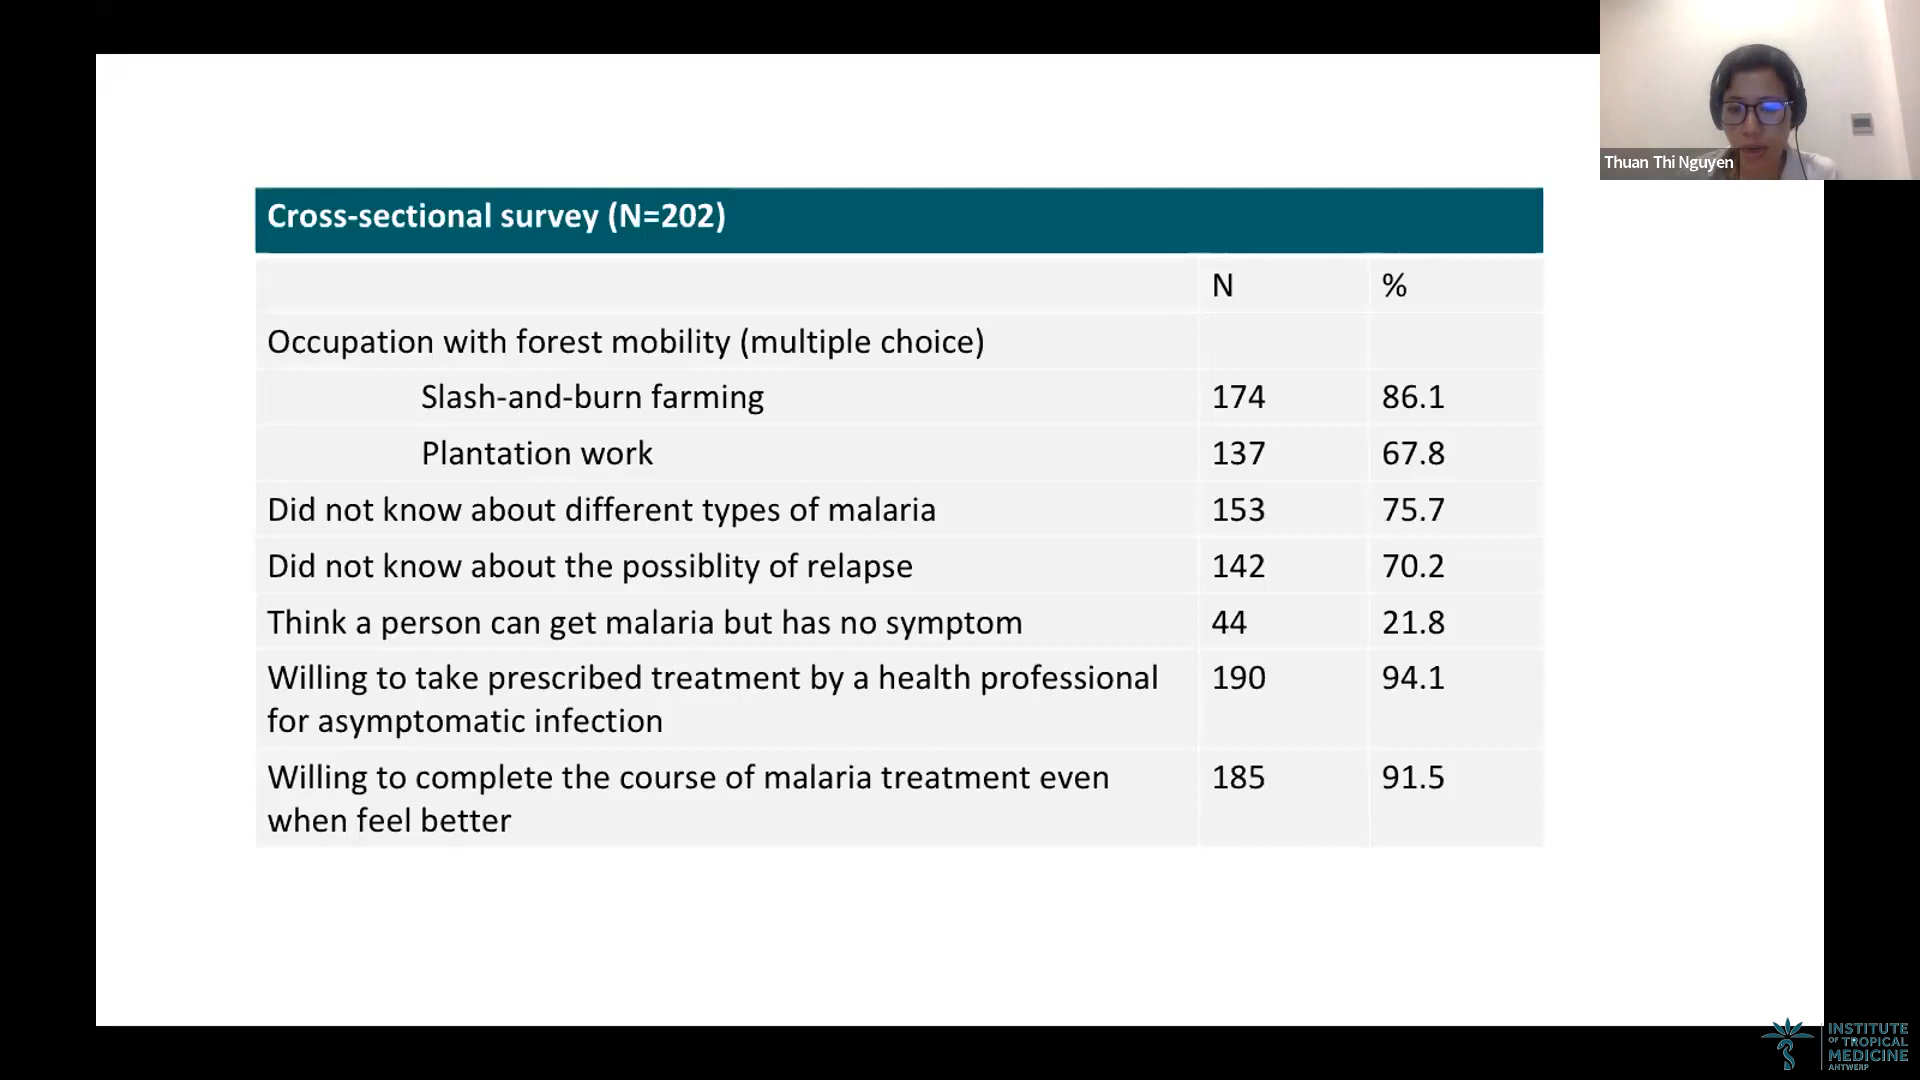 Thuan Thi Nguyen
Cross-sectional survey (N=202)
N %
Occupation with forest mobility (multiple choice)
Slash-and-burn farming 174 86.1
Plantation work 137 67.8
Did not know about different types of malaria 153 75.7
Did not know about the possiblity of relapse 142 70.2
Think a person can get malaria but has no symptom 44 21.8
Willing to take prescribed treatment by a health professional 190 94.1
for asymptomatic infection
Willing to complete the course of malaria treatment even 185 91.5
when feel better
INSTITUTE
OF TROPICAL
MEDICINE
ANTWERP